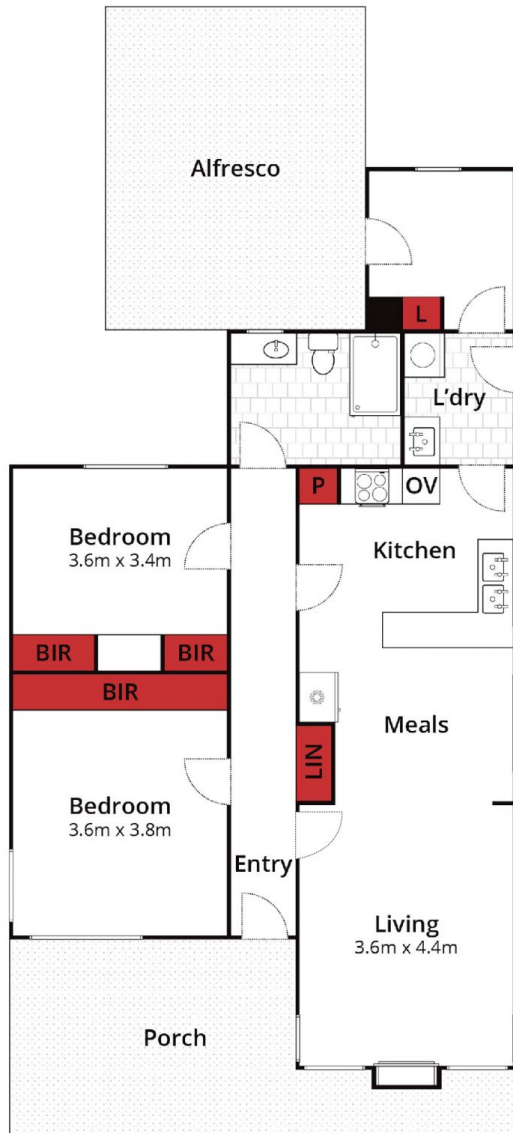 Alfresco
L
L'dry
P
OV
Kitchen
Bedroom
3.6m x 3.4m
BIR
BIR
BIR
Meals
LIN
Bedroom
3.6m x 3.8m
Entry
Living
3.6m x 4.4m
Porch